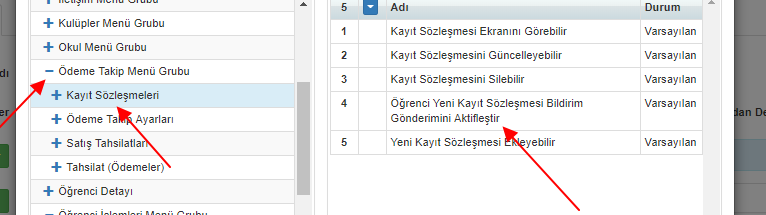 İletişim Menü Grubu
Kulüpler Menü Grubu
Okul Menü Grubu
Ödeme Takip Menü Grubu
Kayıt Sözleşmeleri
Ödeme Takip Ayarları
Satış Tahsilatları
Tahsilat (Ödemeler)
Öğrenci Detayı
Öğrenci İşlemleri Menü Grubu
5 Adı Durum
1 Kayıt Sözleşmesi Ekranını Görebilir Varsayılan
2 Kayıt Sözleşmesini Güncelleyebilir Varsayılan
3 Kayıt Sözleşmesini Silebilir Varsayılan
4 Öğrenci Yeni Kayıt Sözleşmesi Bildirim Varsayılan
Gönderimini Aktifleştir
5 Yeni Kayıt Sözleşmesi Ekleyebilir Varsayılan